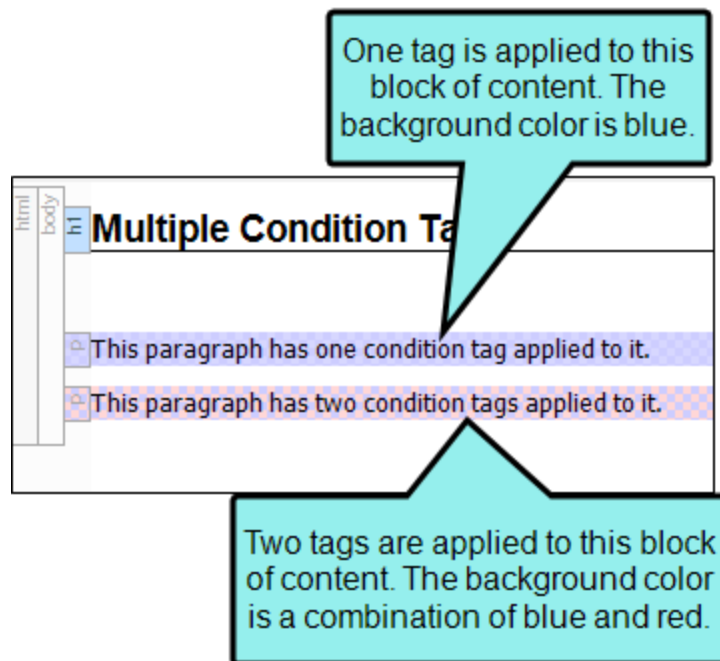 One tag is applied to this
block of content. The
background color is blue.
html
body
h1
Multiple Condition Ta
p
This paragraph has one condition tag applied to it.
p
This paragraph has two condition tags applied to it.
Two tags are applied to this block
of content. The background color
is a combination of blue and red.